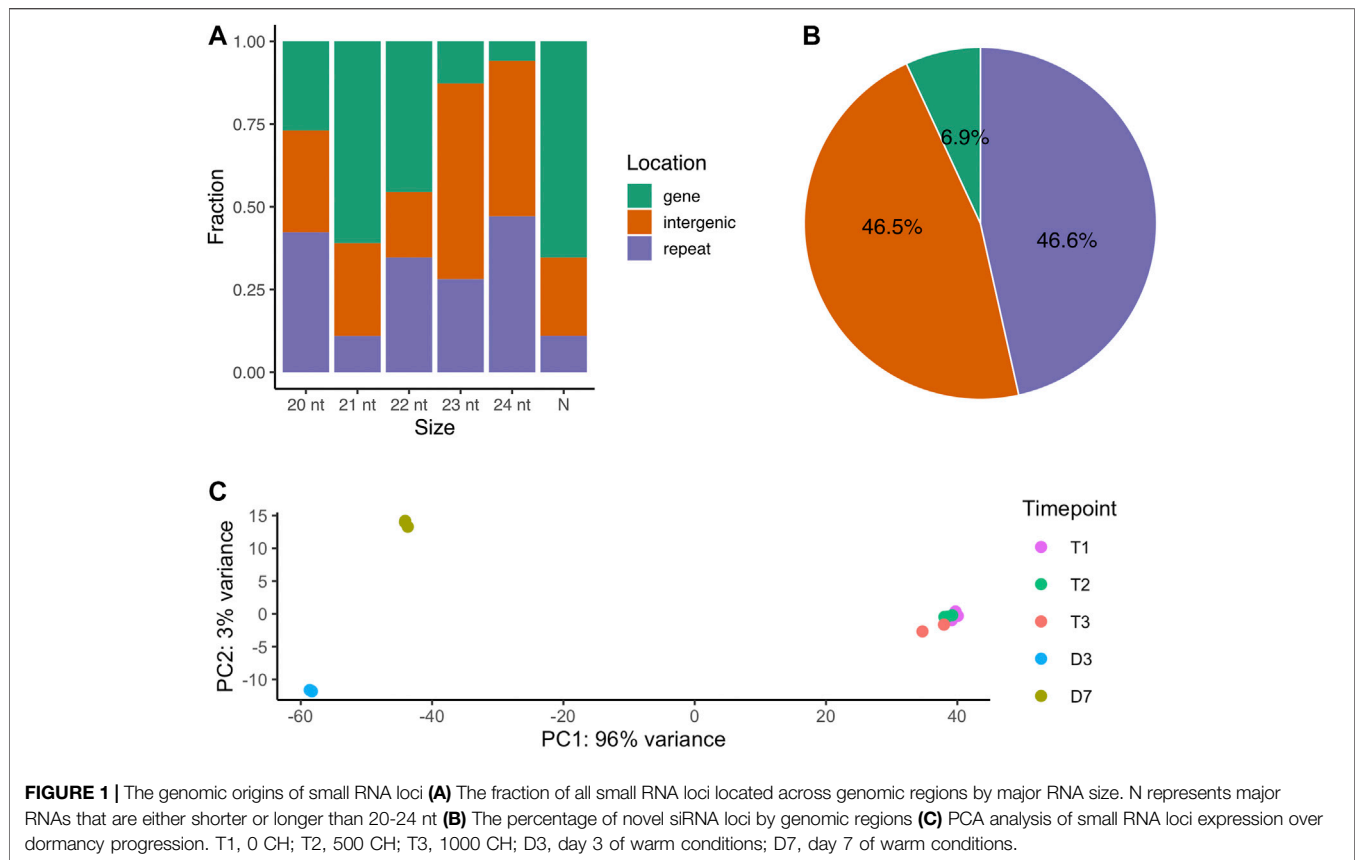 A
1.00
0.75
0.50
0.25
0.00
Fraction
20 nt
21 nt
22 nt
23 nt
24 nt
N
Size
Location
gene
intergenic
repeat
B
6.9%
46.5%
46.6%
C
15
10
5
0
-5
-10
PC2: 3% variance
-60
-40
-20
0
20
40
PC1: 96% variance
Timepoint
T1
T2
T3
D3
D7
FIGURE 1 | The genomic origins of small RNA loci (A) The fraction of all small RNA loci located across genomic regions by major RNA size. N represents major
RNAs that are either shorter or longer than 20-24 nt (B) The percentage of novel siRNA loci by genomic regions (C) PCA analysis of small RNA loci expression over
dormancy progression. T1, 0 CH; T2, 500 CH; T3, 1000 CH; D3, day 3 of warm conditions; D7, day 7 of warm conditions.